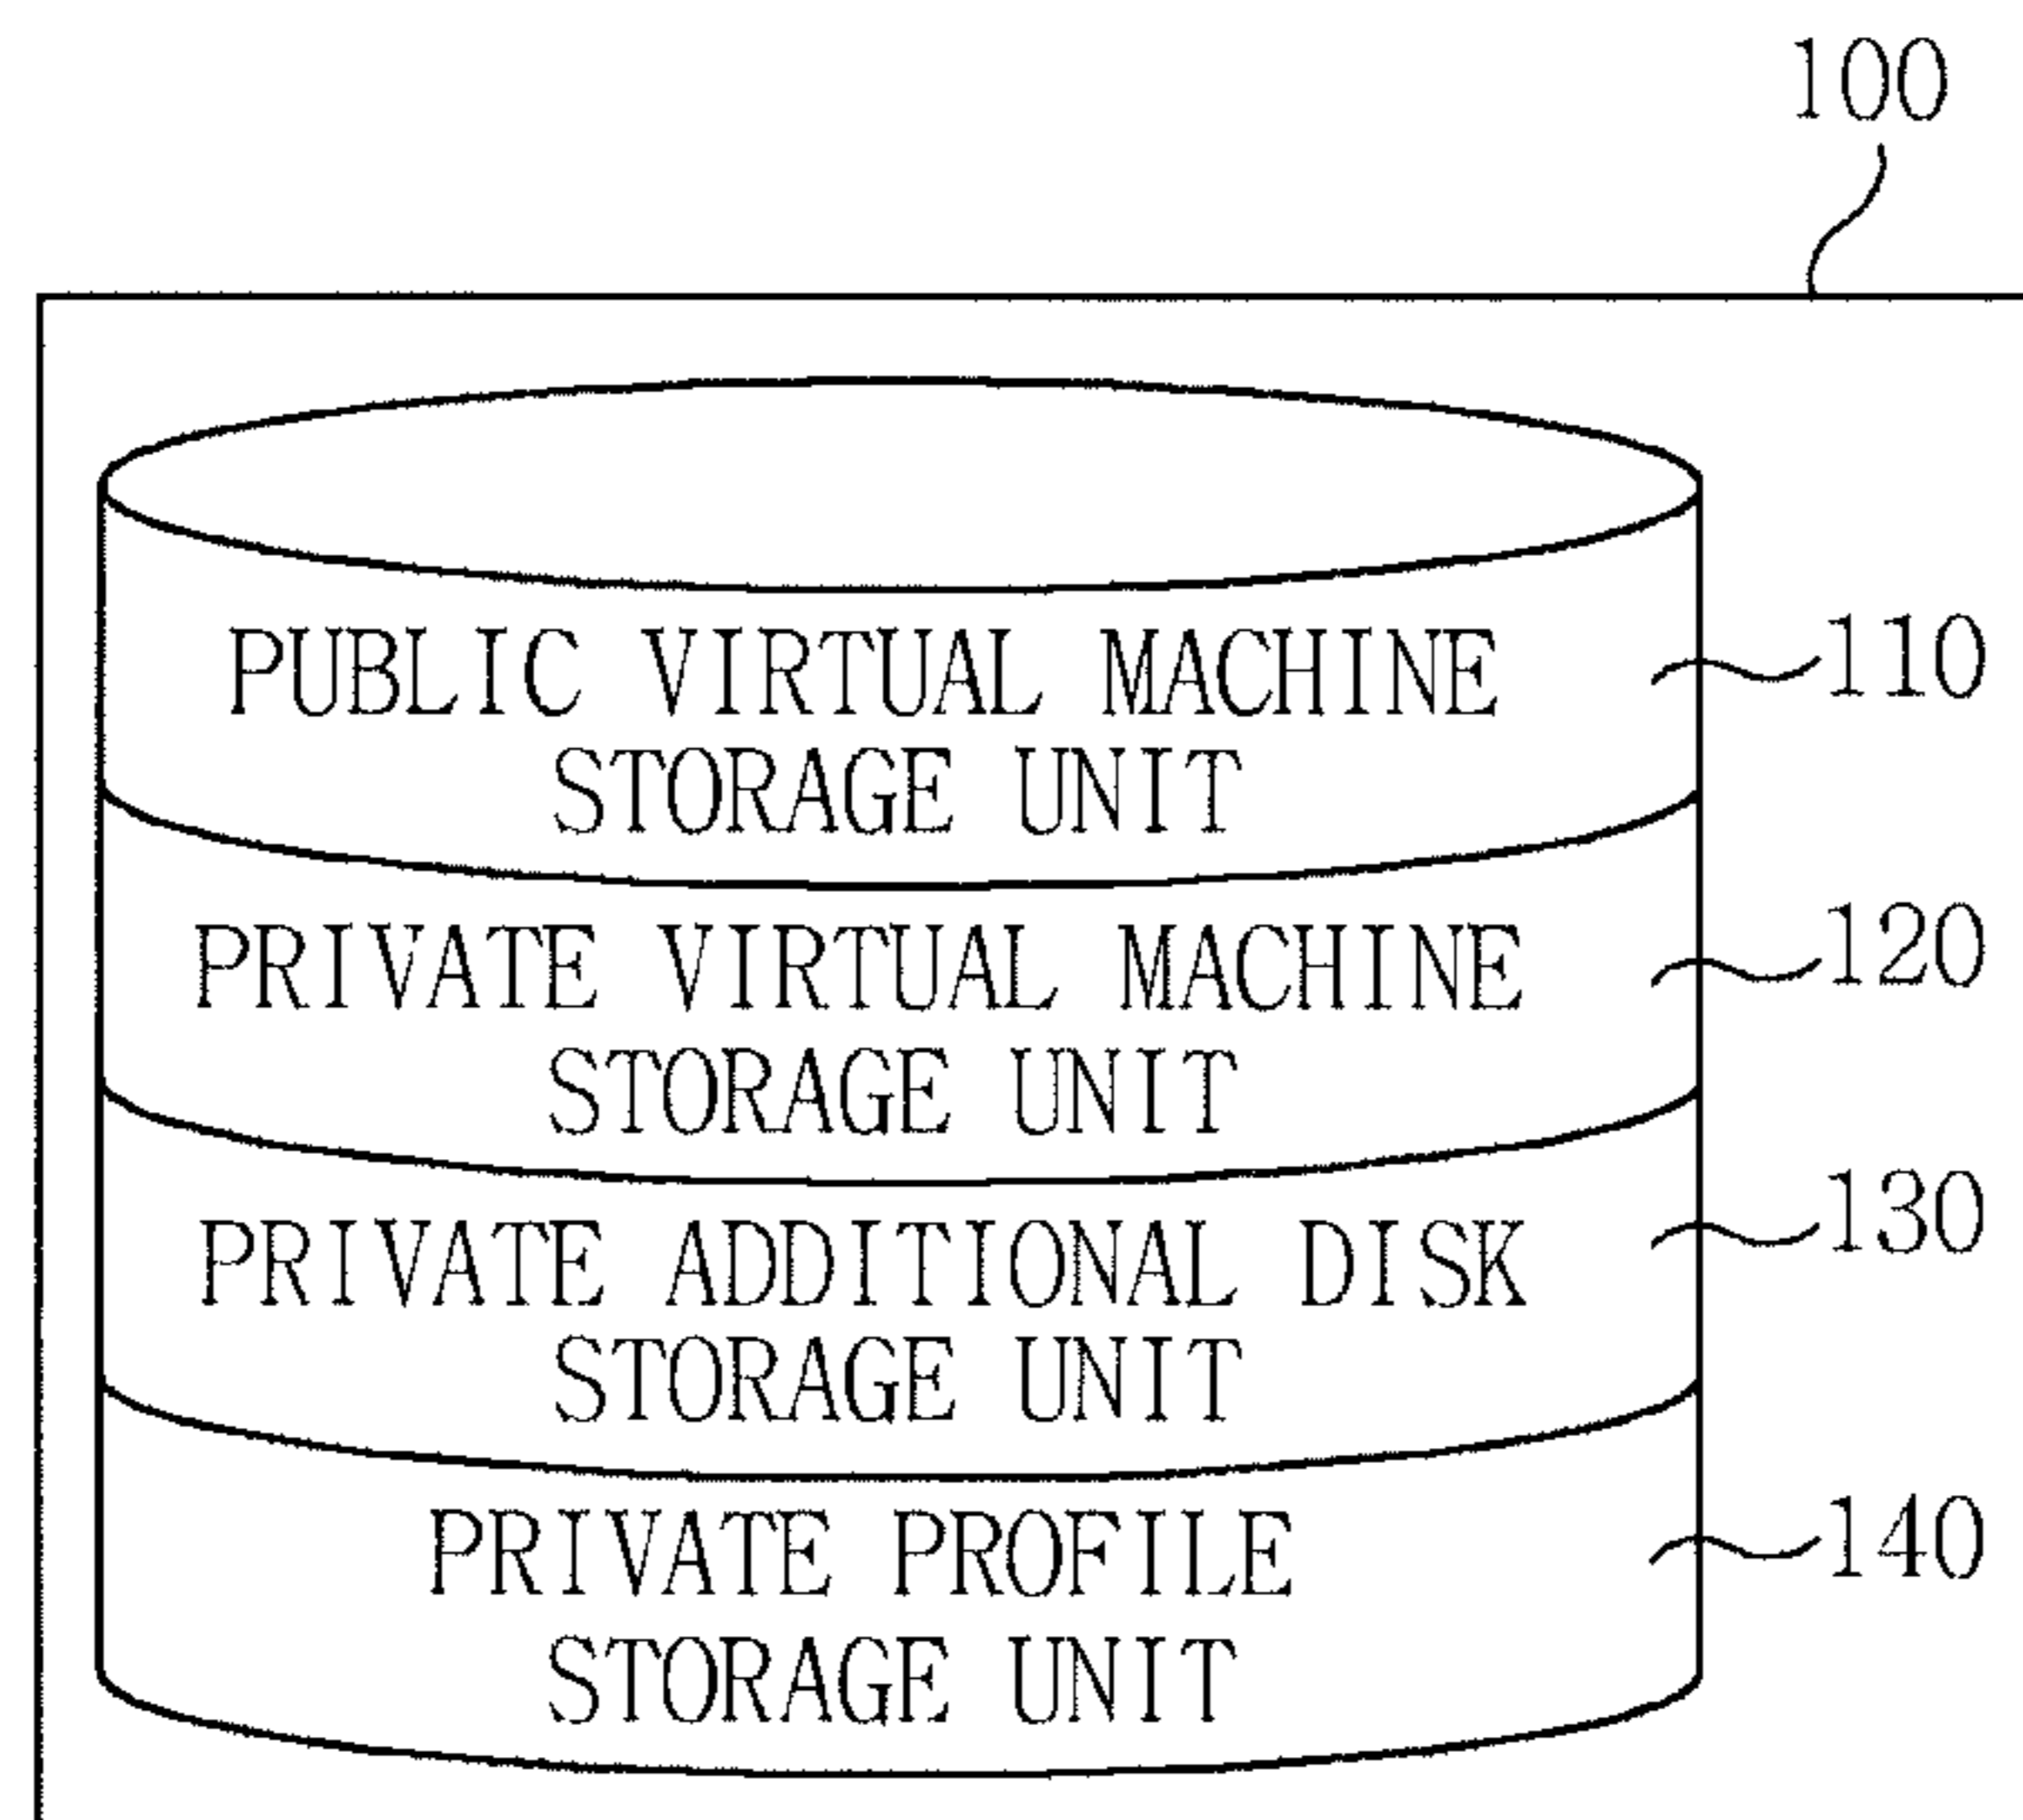 100
PUBLIC VIRTUAL MACHINE
STORAGE UNIT
110
PRIVATE VIRTUAL MACHINE
STORAGE UNIT
120
PRIVATE ADDITIONAL DISK
STORAGE UNIT
130
PRIVATE PROFILE
STORAGE UNIT
140